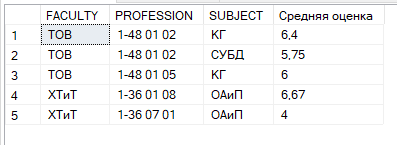 FACULTY PROFESSION SUBJECT Средняя оценка
1 ТОВ 1-48 01 02 КГ 6,4
2 ТОВ 1-48 01 02 СУБД 5,75
3 ТОВ 1-48 01 05 КГ 6
4 ХТиТ 1-36 01 08 ОАиП 6,67
5 ХТиТ 1-36 07 01 ОАиП 4